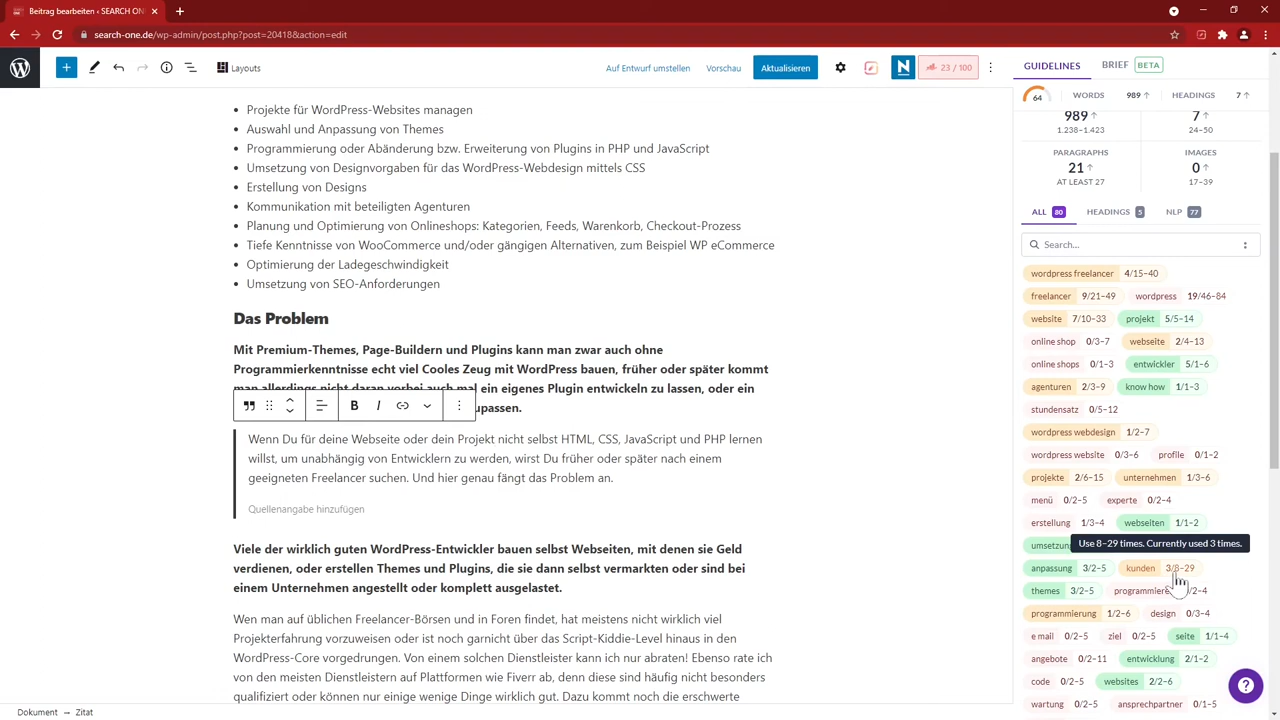 Beitrag bearbeiten ‹ SEARCH ON
search-one.de/wp-admin/post.php?post=20418&action=edit
Layouts
Auf Entwurf umstellen
Vorschau
Aktualisieren
23 / 100
Projekte für WordPress-Websites managen
Auswahl und Anpassung von Themes
Programmierung oder Abänderung bzw. Erweiterung von Plugins in PHP und JavaScript
Umsetzung von Designvorgaben für das WordPress-Webdesign mittels CSS
Erstellung von Designs
Kommunikation mit beteiligten Agenturen
Planung und Optimierung von Onlineshops: Kategorien, Feeds, Warenkorb, Checkout-Prozess
Tiefe Kenntnisse von WooCommerce und/oder gängigen Alternativen, zum Beispiel WP eCommerce
Optimierung der Ladegeschwindigkeit
Umsetzung von SEO-Anforderungen
Das Problem
Mit Premium-Themes, Page-Buildern und Plugins kann man zwar auch ohne
Programmierkenntnisse echt viel Cooles Zeug mit WordPress bauen, früher oder später kommt
man allerdings nicht daran vorbei auch mal ein eigenes Plugin entwickeln zu lassen, oder ein
upassen.
Wenn Du für deine Webseite oder dein Projekt nicht selbst HTML, CSS, JavaScript und PHP lernen
willst, um unabhängig von Entwicklern zu werden, wirst Du früher oder später nach einem
geeigneten Freelancer suchen. Und hier genau fängt das Problem an.
Quellenangabe hinzufügen
Viele der wirklich guten WordPress-Entwickler bauen selbst Webseiten, mit denen sie Geld
verdienen, oder erstellen Themes und Plugins, die sie dann selbst vermarkten oder sind bei
einem Unternehmen angestellt oder komplett ausgelastet.
Wen man auf üblichen Freelancer-Börsen und in Foren findet, hat meistens nicht wirklich viel
Projekterfahrung vorzuweisen oder ist noch garnicht über das Script-Kiddie-Level hinaus in den
WordPress-Core vorgedrungen. Von einem solchen Dienstleister kann ich nur abraten! Ebenso rate ich
von den meisten Dienstleistern auf Plattformen wie Fiverr ab, denn diese sind häufig nicht besonders
qualifiziert oder können nur einige wenige Dinge wirklich gut. Dazu kommt noch die erschwerte
Dokument → Zitat
GUIDELINES
BRIEF BETA
64 WORDS 989 ↑ HEADINGS 7 ↑
989 ↑ 7 ↑
1.238–1.423 24–50
PARAGRAPHS IMAGES
21 ↑ 0 ↑
AT LEAST 27 17–39
ALL 80 HEADINGS 5 NLP 77
Search...
wordpress freelancer 4/15–40
freelancer 9/21–49 wordpress 19/46–84
website 7/10–33 projekt 5/5–14
online shop 0/3–7 webseite 2/4–13
online shops 0/1–3 entwickler 5/1–6
agenturen 2/3–9 know how 1/1–3
stundensatz 0/5–12
wordpress webdesign 1/2–7
wordpress website 0/3–6 profile 0/1–2
projekte 2/6–15 unternehmen 1/3–6
menü 0/2–5 experte 0/2–4
erstellung 1/3–4 webseiten 1/1–2
umsetzung
Use 8–29 times. Currently used 3 times.
anpassung 3/2–5 kunden 3/8–29
themes 3/2–5 programmiere /2–4
programmierung 1/2–6 design 0/3–4
e mail 0/2–5 ziel 0/2–5 seite 1/1–4
angebote 0/2–11 entwicklung 2/1–2
code 0/2–5 websites 2/2–6
wartung 0/2–5 ansprechpartner 0/1–5